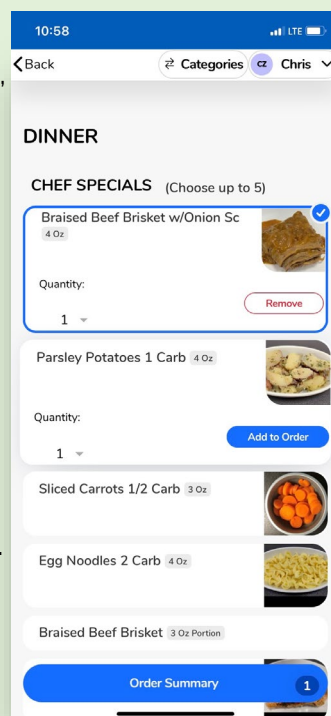 10:58
LTE
Back
Categories
CZ
Chris
DINNER
CHEF SPECIALS (Choose up to 5)
Braised Beef Brisket w/Onion Sc
4 Oz
Quantity:
Remove
1
Parsley Potatoes 1 Carb 4 Oz
Quantity:
Add to Order
1
Sliced Carrots 1/2 Carb 3 Oz
Egg Noodles 2 Carb 4 Oz
Braised Beef Brisket 3 Oz Portion
Order Summary 1